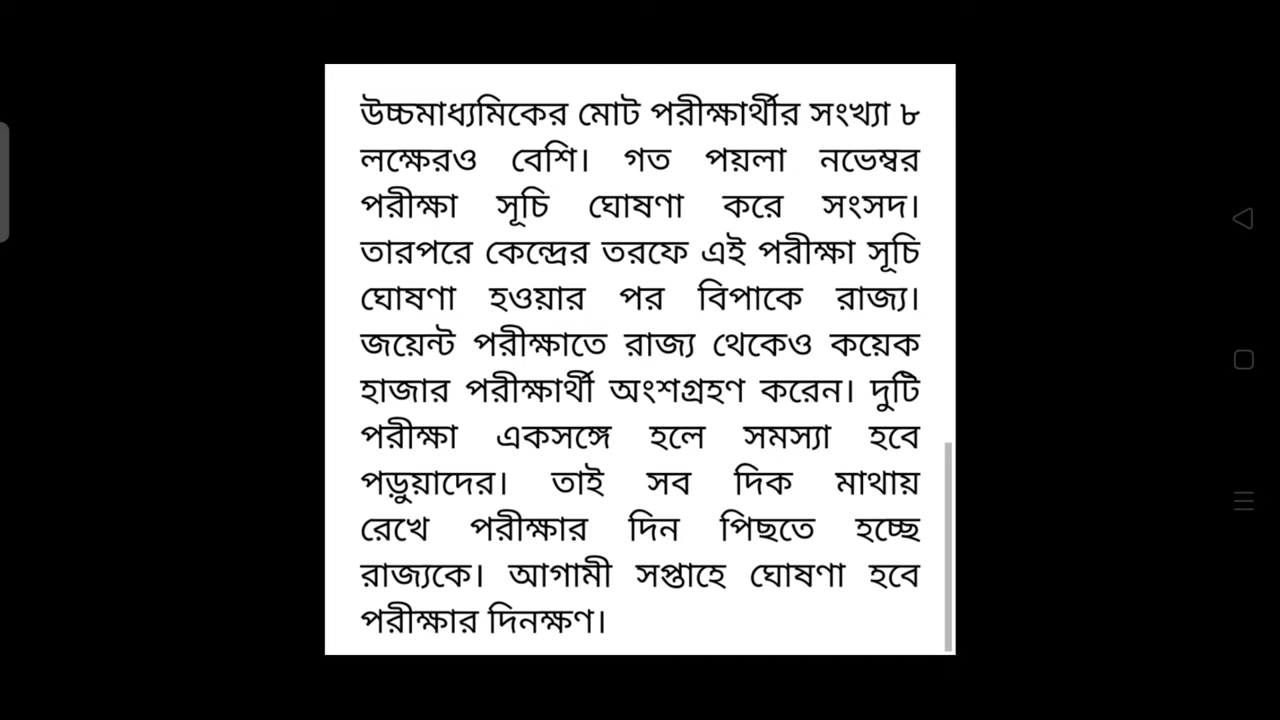 উচ্চমাধ্যমিকের মোট পরীক্ষার্থীর সংখ্যা ৮
লক্ষেরও বেশি। গত পয়লা নভেম্বর
পরীক্ষা সূচি ঘোষণা করে সংসদ।
তারপরে কেন্দ্রের তরফে এই পরীক্ষা সূচি
ঘোষণা হওয়ার পর বিপাকে রাজ্য।
জয়েন্ট পরীক্ষাতে রাজ্য থেকেও কয়েক
হাজার পরীক্ষার্থী অংশগ্রহণ করেন। দুটি
পরীক্ষা একসঙ্গে হলে সমস্যা হবে
পড়ুয়াদের। তাই সব দিক মাথায়
রেখে পরীক্ষার দিন পিছতে হচ্ছে
রাজ্যকে। আগামী সপ্তাহে ঘোষণা হবে
পরীক্ষার দিনক্ষণ।